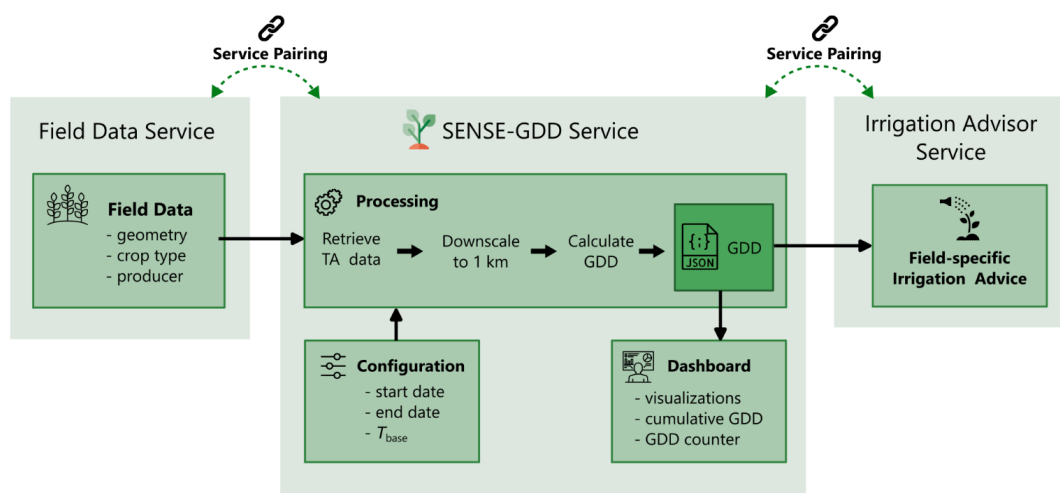 Service Pairing
Service Pairing
Field Data Service
Field Data
- geometry
- crop type
- producer
SENSE-GDD Service
Processing
Retrieve
TA data
Downscale
to 1 km
Calculate
GDD
{;}
JSON
GDD
Configuration
- start date
- end date
- Tbase
Dashboard
- visualizations
- cumulative GDD
- GDD counter
Irrigation Advisor
Service
Field-specific
Irrigation Advice